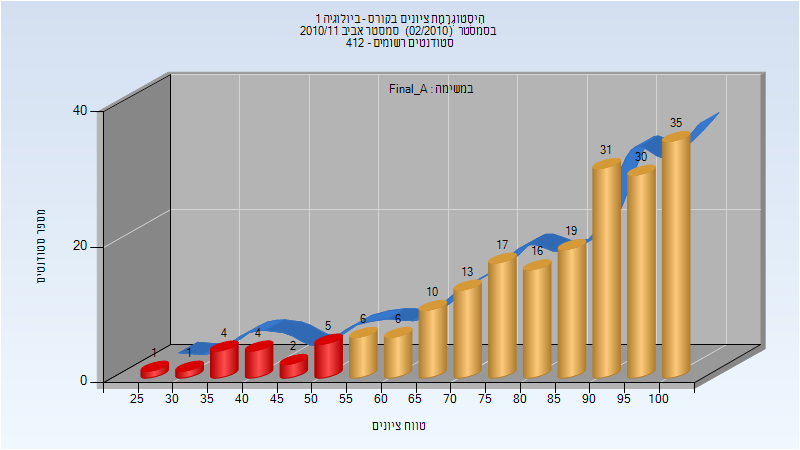 היסטוגרמת ציונים בקורס - ביולוגיה 1
בסמסטר (02/2010) סמסטר אביב 2010/11
סטודנטים רשומים - 412
במשימה : Final_A
מספר סטודנטים
40
20
0
1 1 4 4 2 5 6 6 10 13 17 16 19 31 30 35
25 30 35 40 45 50 55 60 65 70 75 80 85 90 95 100
טווח ציונים